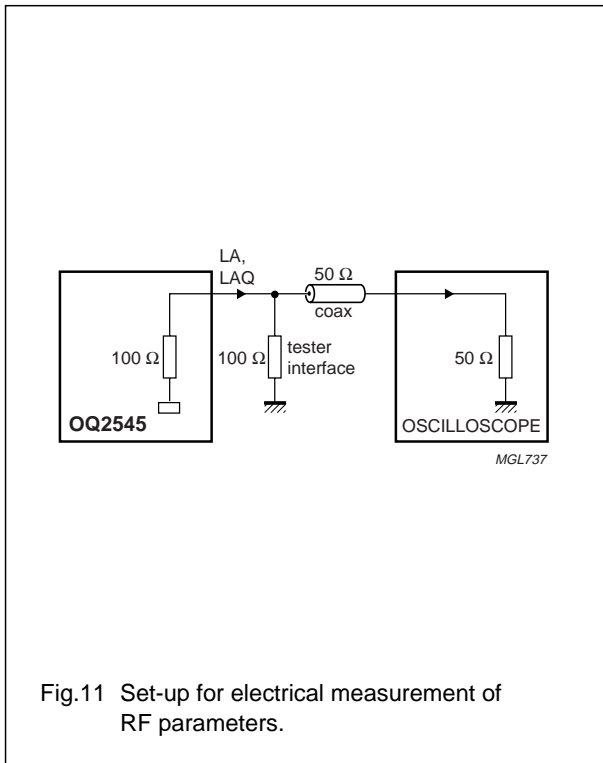 LA,
LAQ
50 Ω
coax
100 Ω
100 Ω
tester
interface
50 Ω
OQ2545
OSCILLOSCOPE
MGL737
Fig.11 Set-up for electrical measurement of
RF parameters.